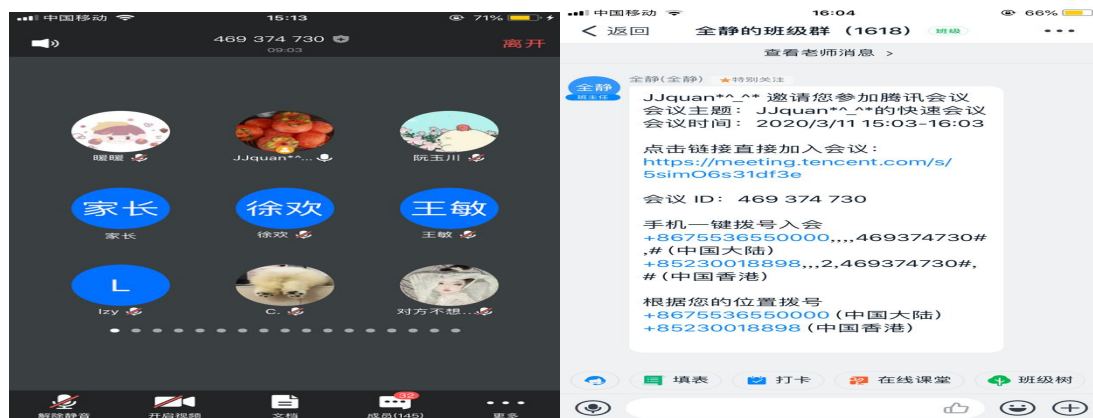 中国移动
15:13
71%
469 374 730
09:03
离开
暖暖
JJquan*^...
阮玉川
家长
徐欢
王敏
家长
徐欢
王敏
L
lzy
C.
对方不想...
32
解除静音
开启视频
文档
成员(145)
更多
中国移动
16:04
66%
返回
全静的班级群（1618）
班级
查看老师消息 >
全静
班主任
全静(全静) ★特别关注
JJquan*^_^* 邀请您参加腾讯会议
会议主题：JJquan*^_^*的快速会议
会议时间：2020/3/11 15:03-16:03
点击链接直接加入会议：
https://meeting.tencent.com/s/
5simO6s31df3e
会议 ID：469 374 730
手机一键拨号入会
+8675536550000,,,,469374730#
,# (中国大陆)
+85230018898,,,2,469374730#,
# (中国香港)
根据您的位置拨号
+8675536550000 (中国大陆)
+85230018898 (中国香港)
填表
打卡
在线课堂
班级树